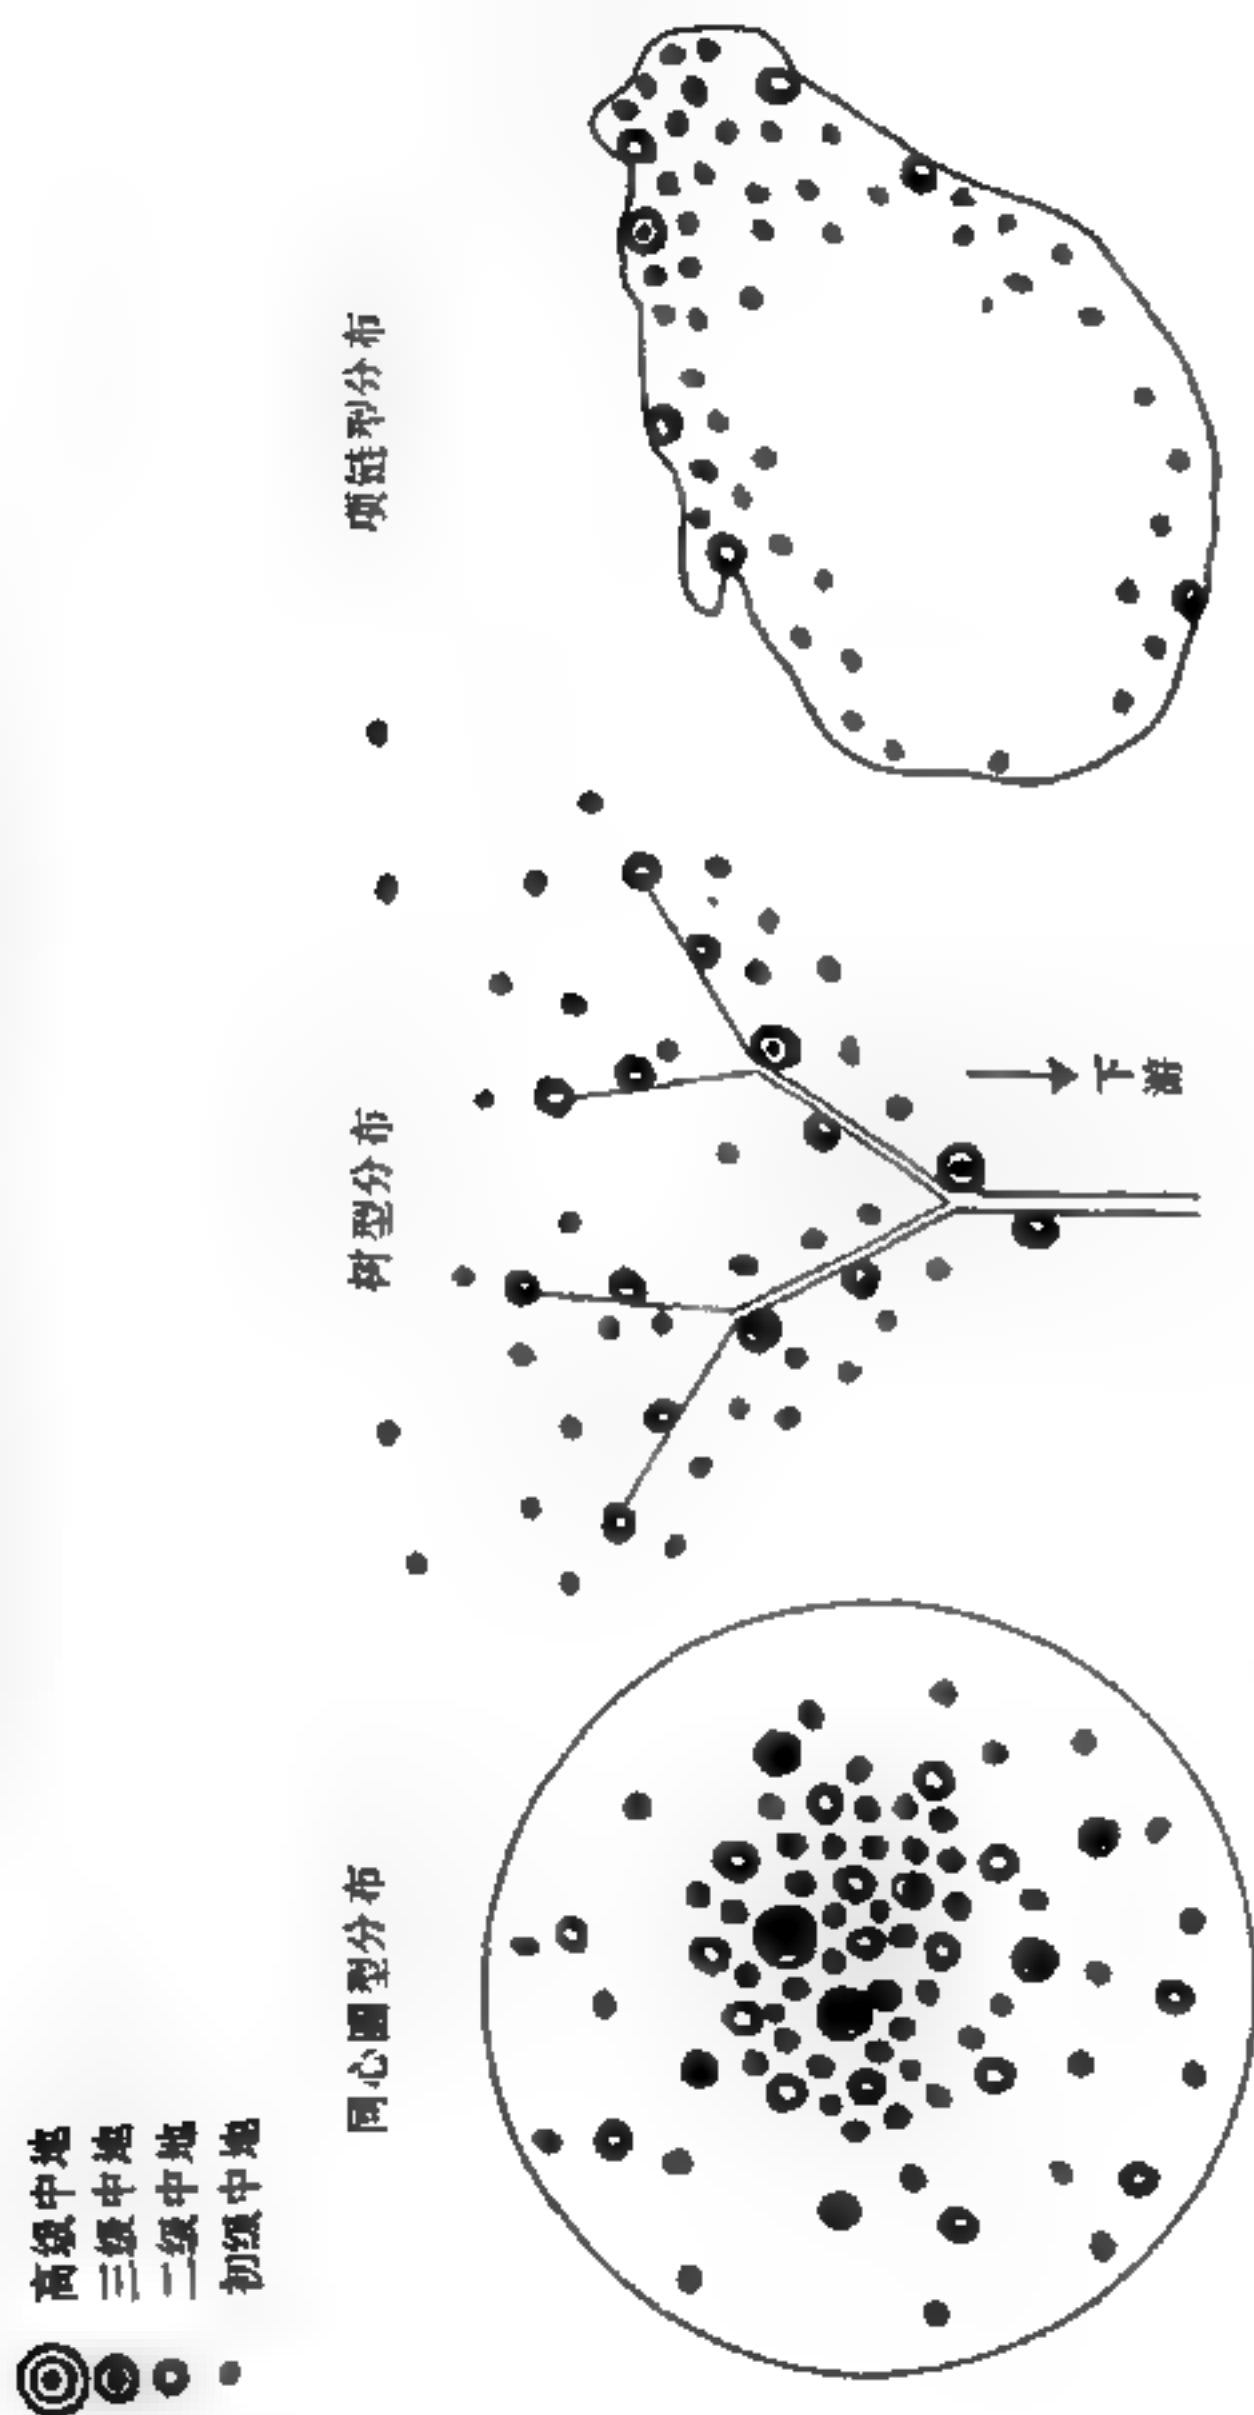 高级中地
三级中地
二级中地
初级中地
同心圈型分布
树型分布
项链型分布
下游